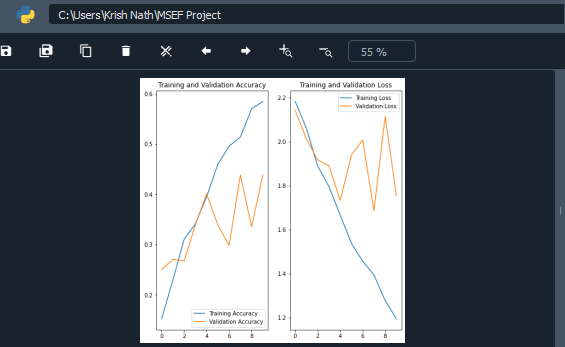 C:\Users\Krish Nath\MSEF Project
55 %
Training and Validation Accuracy
0.6
0.5
0.4
0.3
0.2
0 2 4 6 8
Training Accuracy
Validation Accuracy
Training and Validation Loss
2.2
2.0
1.8
1.6
1.4
1.2
0 2 4 6 8
Training Loss
Validation Loss